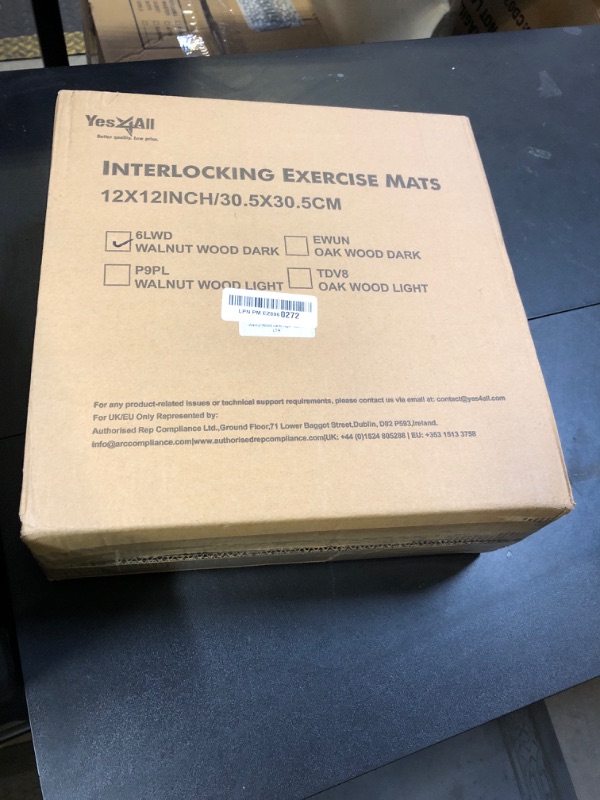 Yes4All
Better quality. Low price.
INTERLOCKING EXERCISE MATS
12X12INCH/30.5X30.5CM
6LWD
WALNUT WOOD DARK
EWUN
OAK WOOD DARK
P9PL
WALNUT WOOD LIGHT
TDV8
OAK WOOD LIGHT
LPN PM 0272
For any product-related issues or technical support requirements, please contact us via email at: contact@yes4all.com
For UK/EU Only Represented by:
Authorised Rep Compliance Ltd.,Ground Floor,71 Lower Baggot Street,Dublin, D02 P593,Ireland.
info@arccompliance.com|www.authorisedrepcompliance.com|UK: +44 (0)1824 805288 | EU: +353 1513 3758